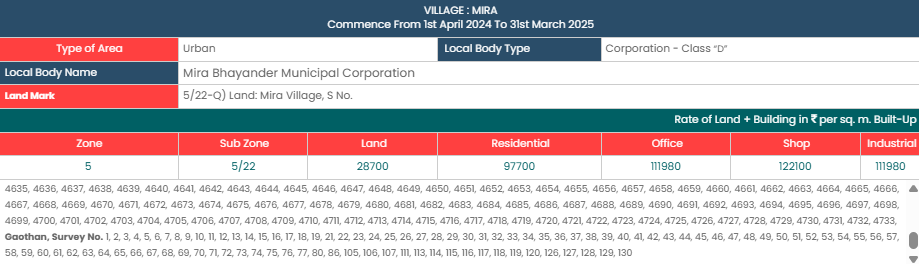 VILLAGE : MIRA
Commence From 1st April 2024 To 31st March 2025
Type of Area Urban Local Body Type Corporation - Class "D"
Local Body Name Mira Bhayander Municipal Corporation
Land Mark 5/22-Q) Land: Mira Village, S No.
Rate of Land + Building in ₹ per sq. m. Built-Up
Zone Sub Zone Land Residential Office Shop Industrial
5 5/22 28700 97700 111980 122100 111980
4635, 4636, 4637, 4638, 4639, 4640, 4641, 4642, 4643, 4644, 4645, 4646, 4647, 4648, 4649, 4650, 4651, 4652, 4653, 4654, 4655, 4656, 4657, 4658, 4659, 4660, 4661, 4662, 4663, 4664, 4665, 4666,
4667, 4668, 4669, 4670, 4671, 4672, 4673, 4674, 4675, 4676, 4677, 4678, 4679, 4680, 4681, 4682, 4683, 4684, 4685, 4686, 4687, 4688, 4689, 4690, 4691, 4692, 4693, 4694, 4695, 4696, 4697, 4698,
4699, 4700, 4701, 4702, 4703, 4704, 4705, 4706, 4707, 4708, 4709, 4710, 4711, 4712, 4713, 4714, 4715, 4716, 4717, 4718, 4719, 4720, 4721, 4722, 4723, 4724, 4725, 4726, 4727, 4728, 4729, 4730, 4731, 4732, 4733,
Gaothan, Survey No. 1, 2, 3, 4, 5, 6, 7, 8, 9, 10, 11, 12, 13, 14, 15, 16, 17, 18, 19, 21, 22, 23, 24, 25, 26, 27, 28, 29, 30, 31, 32, 33, 34, 35, 36, 37, 38, 39, 40, 41, 42, 43, 44, 45, 46, 47, 48, 49, 50, 51, 52, 53, 54, 55, 56, 57,
58, 59, 60, 61, 62, 63, 64, 65, 66, 67, 68, 69, 70, 71, 72, 73, 74, 75, 76, 77, 80, 86, 105, 106, 107, 111, 113, 114, 115, 116, 117, 118, 119, 120, 126, 127, 128, 129, 130